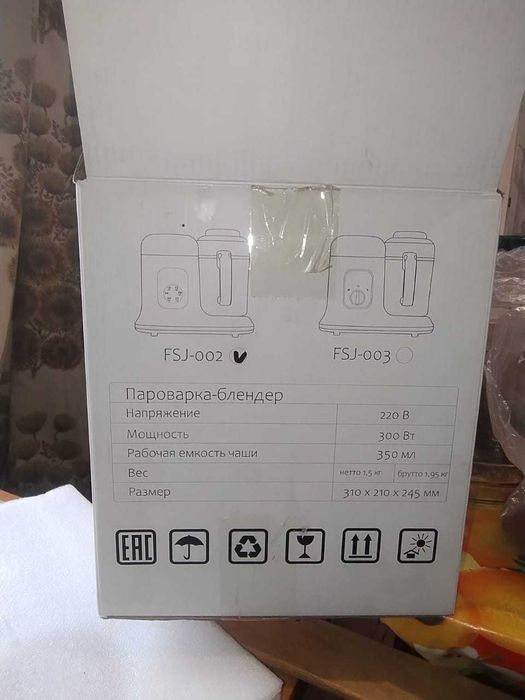 FSJ-002
FSJ-003
Пароварка-блендер
Напряжение 220 В
Мощность 300 Вт
Рабочая емкость чаши 350 мл
Вес нетто 1,5 кг брутто 1,95 кг
Размер 310 x 210 x 245 мм
EAC